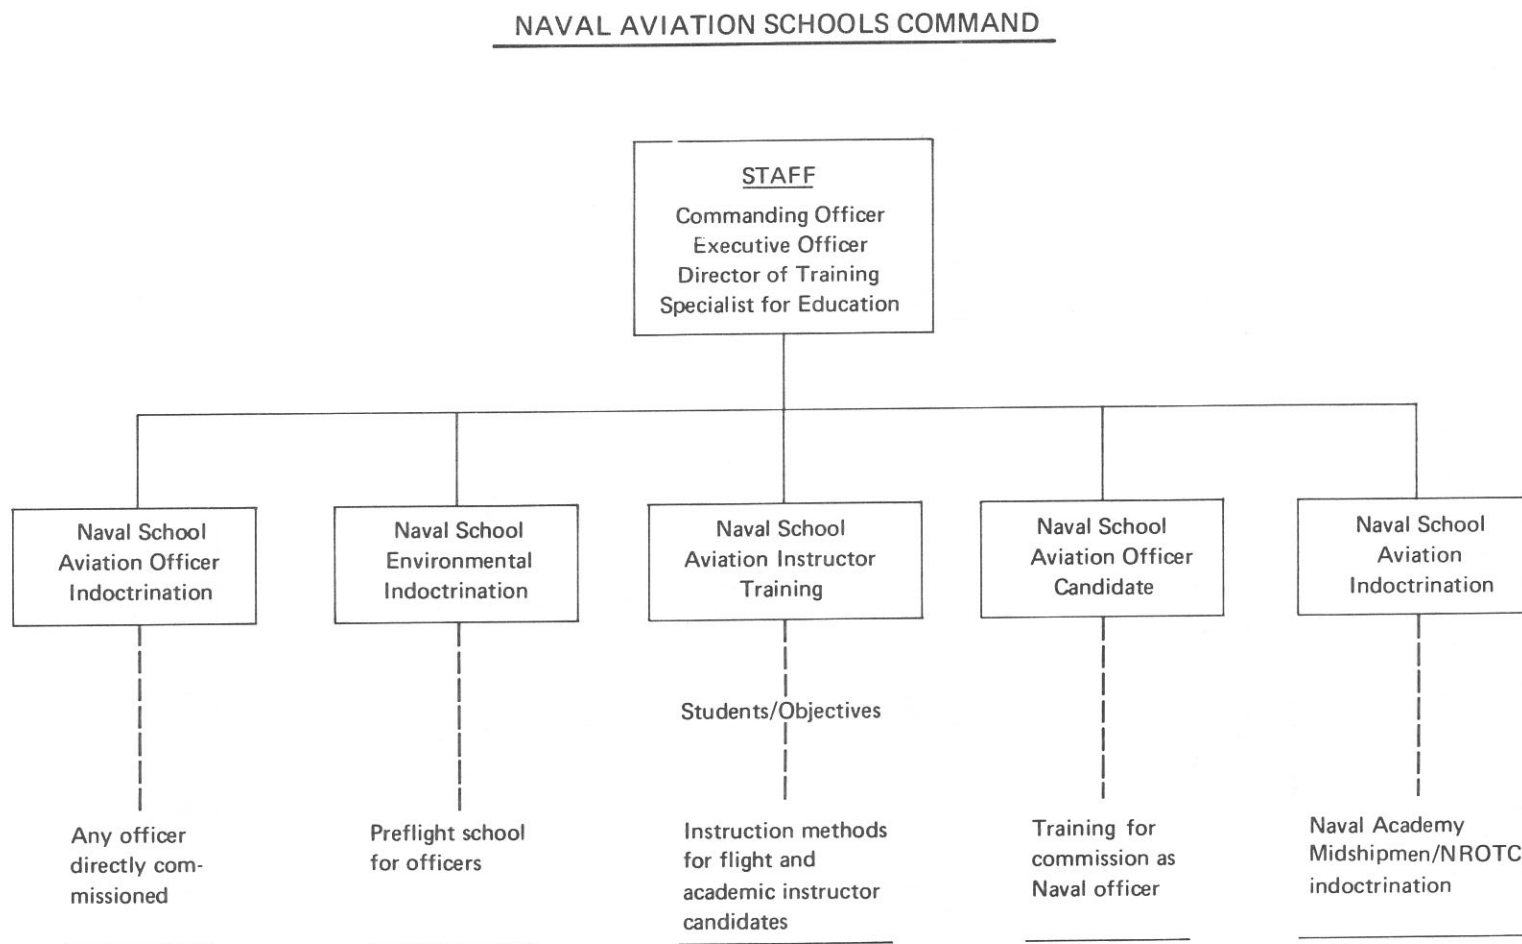 NAVAL AVIATION SCHOOLS COMMAND
STAFF
Commanding Officer
Executive Officer
Director of Training
Specialist for Education
Naval School
Aviation Officer
Indoctrination
Naval School
Environmental
Indoctrination
Naval School
Aviation Instructor
Training
Naval School
Aviation Officer
Candidate
Naval School
Aviation
Indoctrination
Students/Objectives
Any officer
directly com-
missioned
Preflight school
for officers
Instruction methods
for flight and
academic instructor
candidates
Training for
commission as
Naval officer
Naval Academy
Midshipmen/NROTC
indoctrination